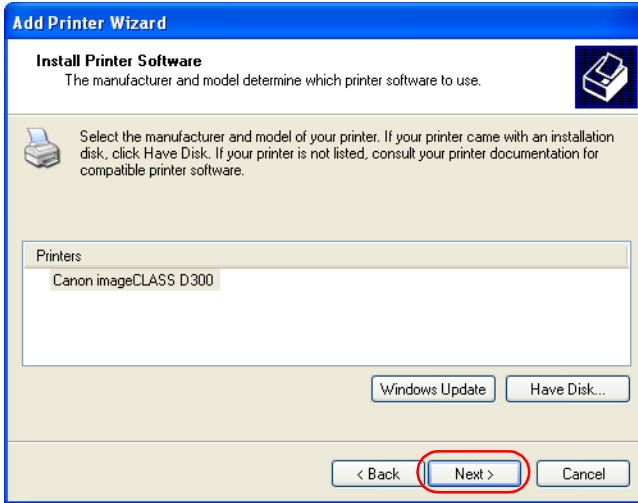 Add Printer Wizard
Install Printer Software
The manufacturer and model determine which printer software to use.
Select the manufacturer and model of your printer. If your printer came with an installation
disk, click Have Disk. If your printer is not listed, consult your printer documentation for
compatible printer software.
Printers
Canon imageCLASS D300
Windows Update
Have Disk...
< Back
Next >
Cancel